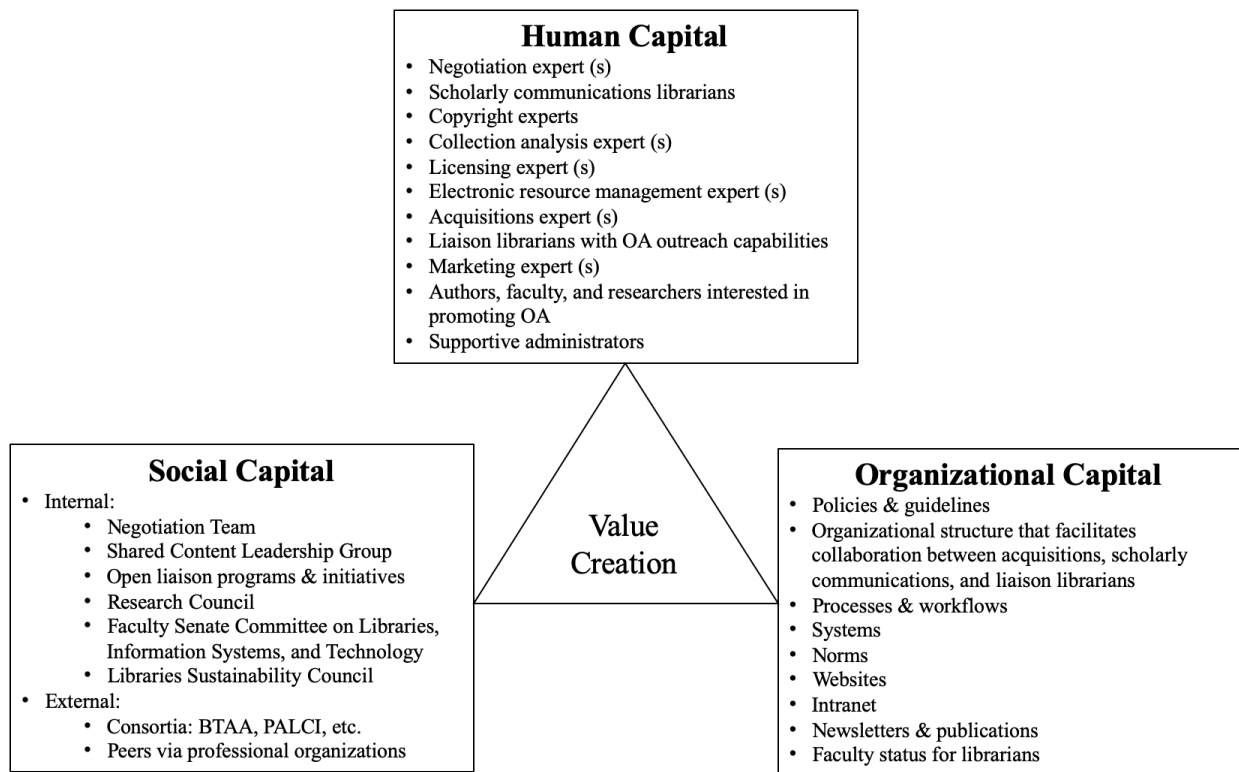 Human Capital
• Negotiation expert (s)
• Scholarly communications librarians
• Copyright experts
• Collection analysis expert (s)
• Licensing expert (s)
• Electronic resource management expert (s)
• Acquisitions expert (s)
• Liaison librarians with OA outreach capabilities
• Marketing expert (s)
• Authors, faculty, and researchers interested in
promoting OA
• Supportive administrators
Social Capital
• Internal:
• Negotiation Team
• Shared Content Leadership Group
• Open liaison programs & initiatives
• Research Council
• Faculty Senate Committee on Libraries,
Information Systems, and Technology
• Libraries Sustainability Council
• External:
• Consortia: BTAA, PALCI, etc.
• Peers via professional organizations
Value
Creation
Organizational Capital
• Policies & guidelines
• Organizational structure that facilitates
collaboration between acquisitions, scholarly
communications, and liaison librarians
• Processes & workflows
• Systems
• Norms
• Websites
• Intranet
• Newsletters & publications
• Faculty status for librarians